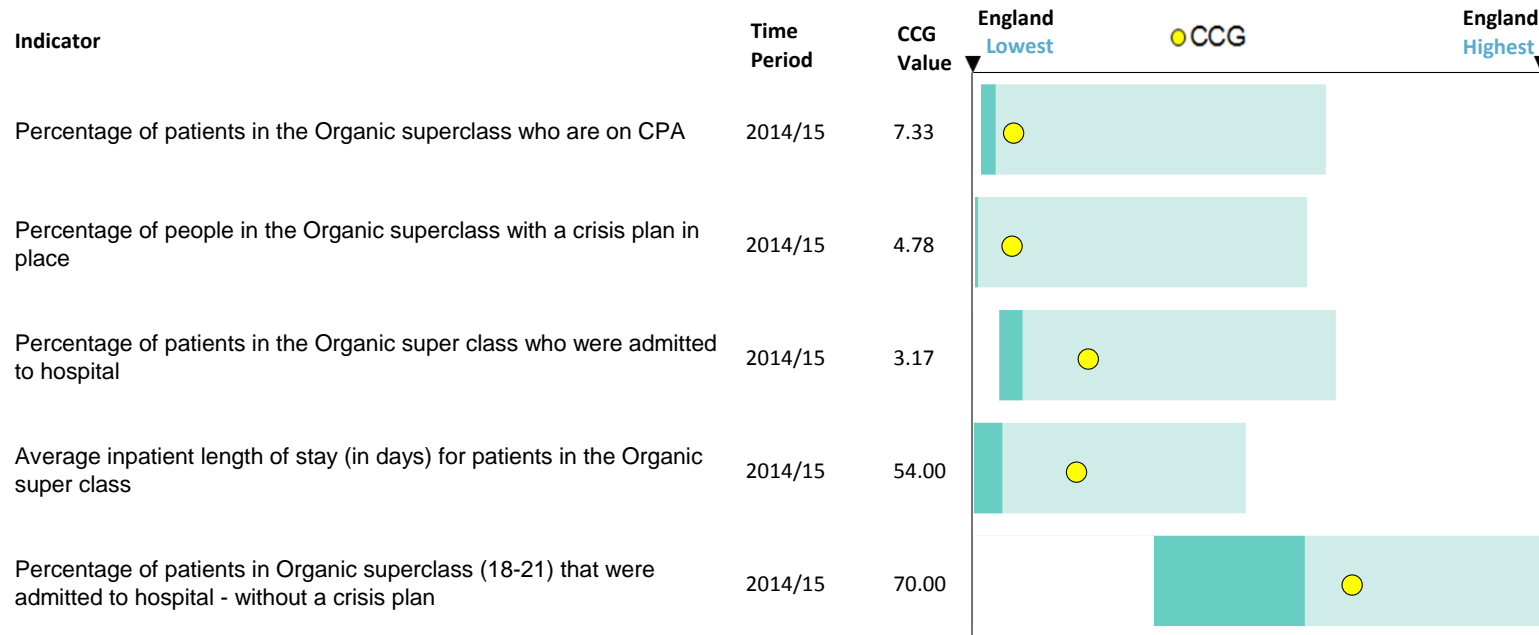 Indicator
Time
Period
CCG
Value
England
Lowest
CCG
England
Highest
Percentage of patients in the Organic superclass who are on CPA
2014/15
7.33
Percentage of people in the Organic superclass with a crisis plan in
place
2014/15
4.78
Percentage of patients in the Organic super class who were admitted
to hospital
2014/15
3.17
Average inpatient length of stay (in days) for patients in the Organic
super class
2014/15
54.00
Percentage of patients in Organic superclass (18-21) that were
admitted to hospital - without a crisis plan
2014/15
70.00